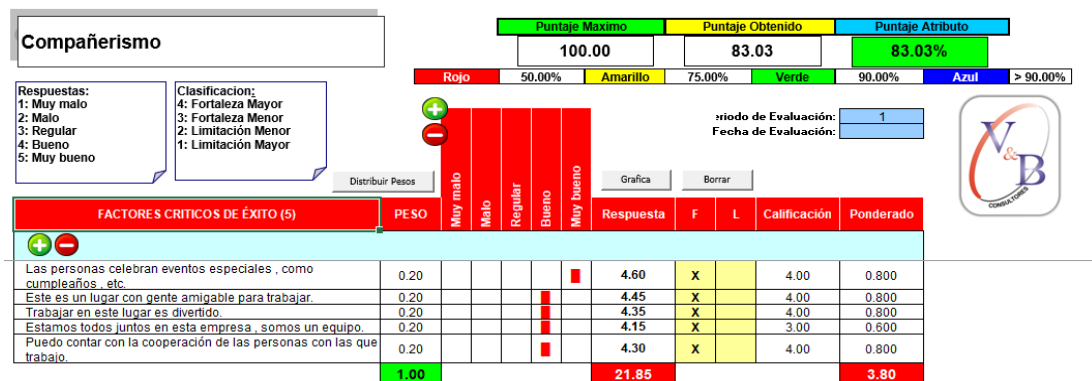 Compañerismo
Puntaje Maximo Puntaje Obtenido Puntaje Atributo
100.00 83.03 83.03%
Rojo 50.00% Amarillo 75.00% Verde 90.00% Azul > 90.00%
Respuestas:
1: Muy malo
2: Malo
3: Regular
4: Bueno
5: Muy bueno
Clasificacion:
4: Fortaleza Mayor
3: Fortaleza Menor
2: Limitación Menor
1: Limitación Mayor
eriodo de Evaluación: 1
Fecha de Evaluación:
V&B
CONSULTORES
Distribuir Pesos
Grafica Borrar
FACTORES CRITICOS DE ÉXITO (5) PESO Muy malo Malo Regular Bueno Muy bueno Respuesta F L Calificación Ponderado
Las personas celebran eventos especiales , como
cumpleaños , etc. 0.20 4.60 X 4.00 0.800
Este es un lugar con gente amigable para trabajar. 0.20 4.45 X 4.00 0.800
Trabajar en este lugar es divertido. 0.20 4.35 X 4.00 0.800
Estamos todos juntos en esta empresa , somos un equipo. 0.20 4.15 X 3.00 0.600
Puedo contar con la cooperación de las personas con las que
trabajo. 0.20 4.30 X 4.00 0.800
1.00 21.85 3.80